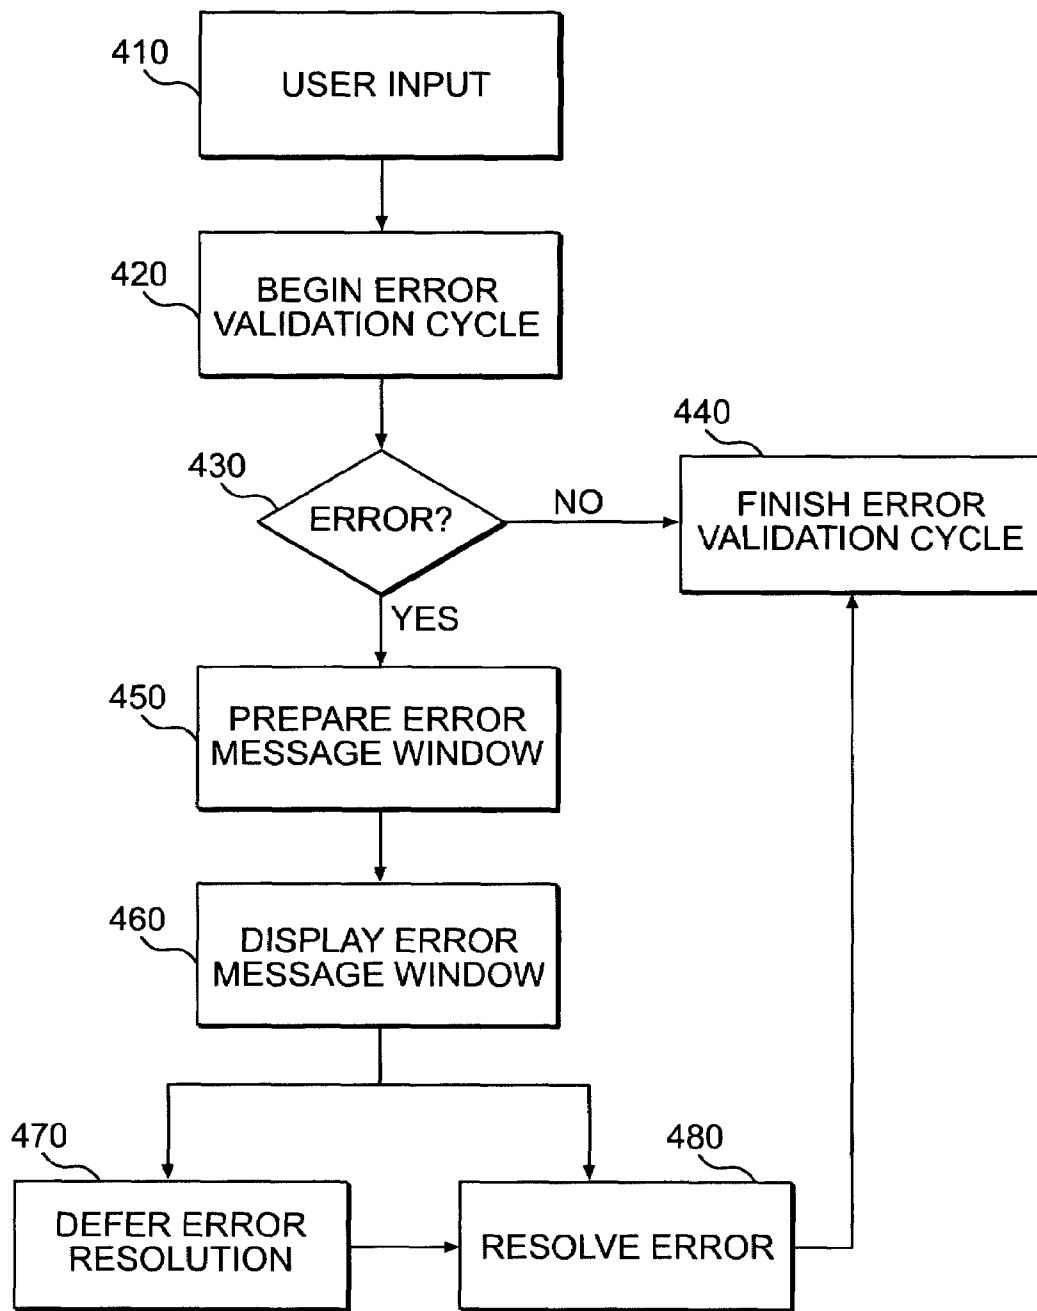 410
USER INPUT
420
BEGIN ERROR
VALIDATION CYCLE
430
ERROR?
NO
440
FINISH ERROR
VALIDATION CYCLE
YES
450
PREPARE ERROR
MESSAGE WINDOW
460
DISPLAY ERROR
MESSAGE WINDOW
470
DEFER ERROR
RESOLUTION
480
RESOLVE ERROR